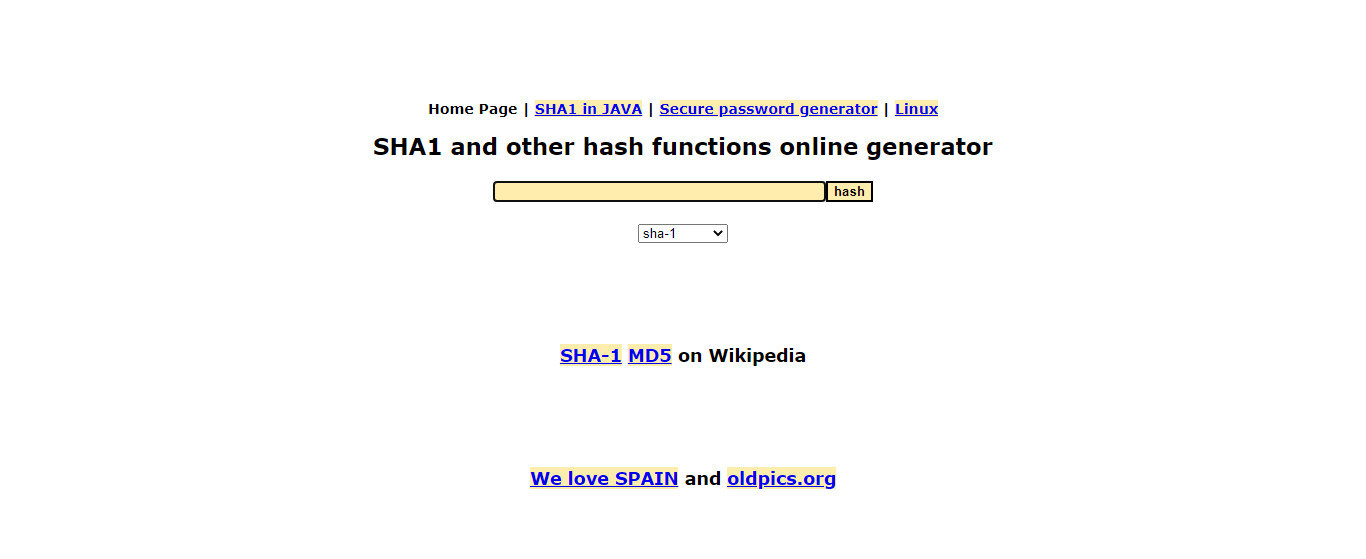 Home Page | SHA1 in JAVA | Secure password generator | Linux
SHA1 and other hash functions online generator
hash
sha-1
SHA-1 MD5 on Wikipedia
We love SPAIN and oldpics.org